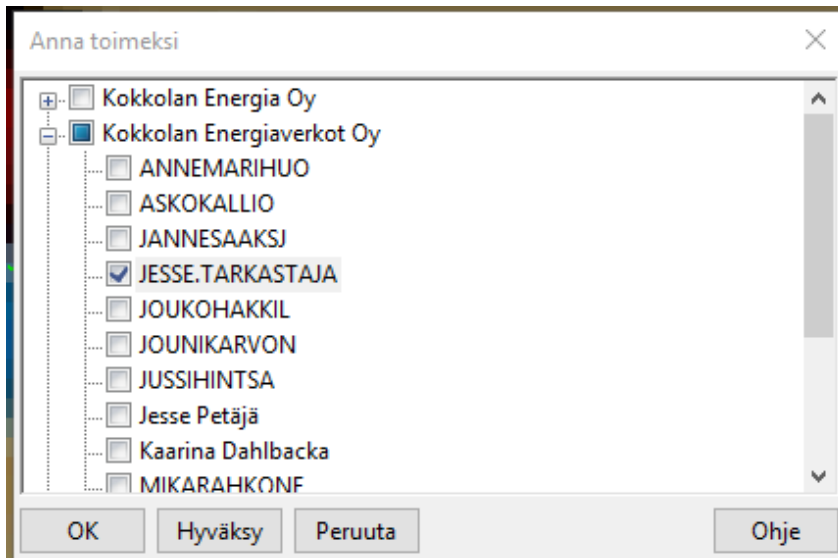 Anna toimeksi
Kokkolan Energia Oy
Kokkolan Energiaverkot Oy
ANNEMARIHUO
ASKOKALLIO
JANNESAAKSJ
JESSE.TARKASTAJA
JOUKOHAKKIL
JOUNIKARVON
JUSSIHINTSA
Jesse Petäjä
Kaarina Dahlbacka
MIKARAHKONE
OK Hyväksy Peruuta Ohje